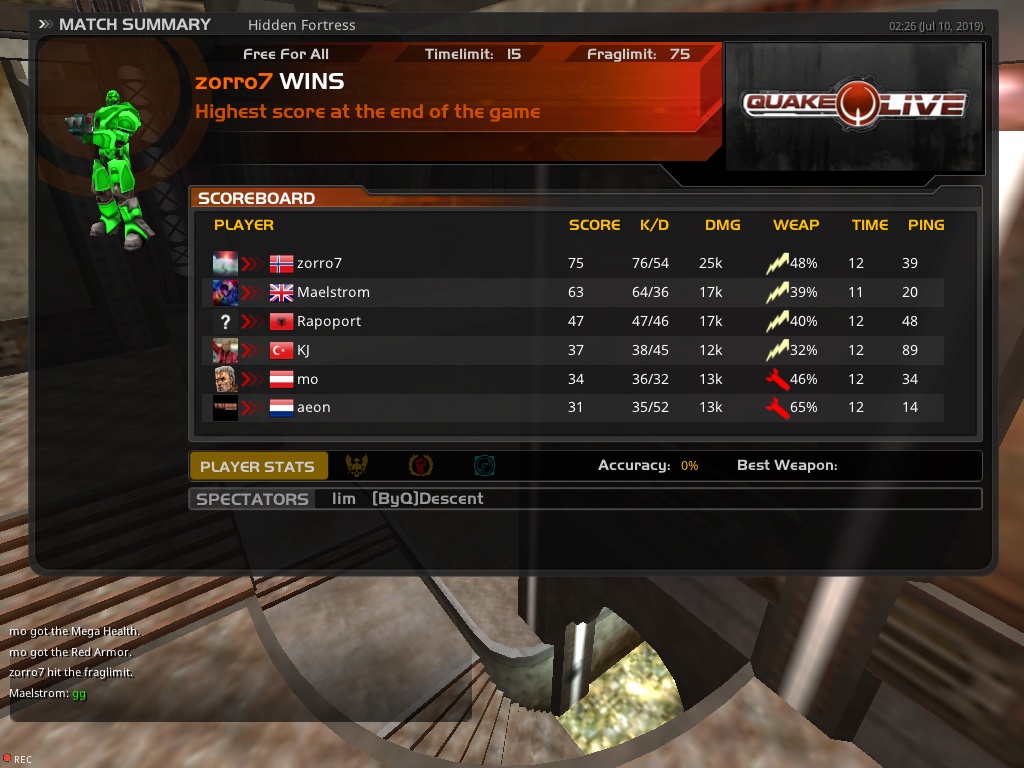 MATCH SUMMARY Hidden Fortress 02:26 (Jul 10, 2019)
Free For All Timelimit: 15 Fraglimit: 75
zorro7 WINS
Highest score at the end of the game
QUAKE LIVE
SCOREBOARD
PLAYER SCORE K/D DMG WEAP TIME PING
zorro7 75 76/54 25k 48% 12 39
Maelstrom 63 64/36 17k 39% 11 20
? Rapoport 47 47/46 17k 40% 12 48
KJ 37 38/45 12k 32% 12 89
mo 34 36/32 13k 46% 12 34
aeon 31 35/52 13k 65% 12 14
PLAYER STATS Accuracy: 0% Best Weapon:
SPECTATORS lim [ByQ]Descent
mo got the Mega Health.
mo got the Red Armor.
zorro7 hit the fraglimit.
Maelstrom: gg
REC